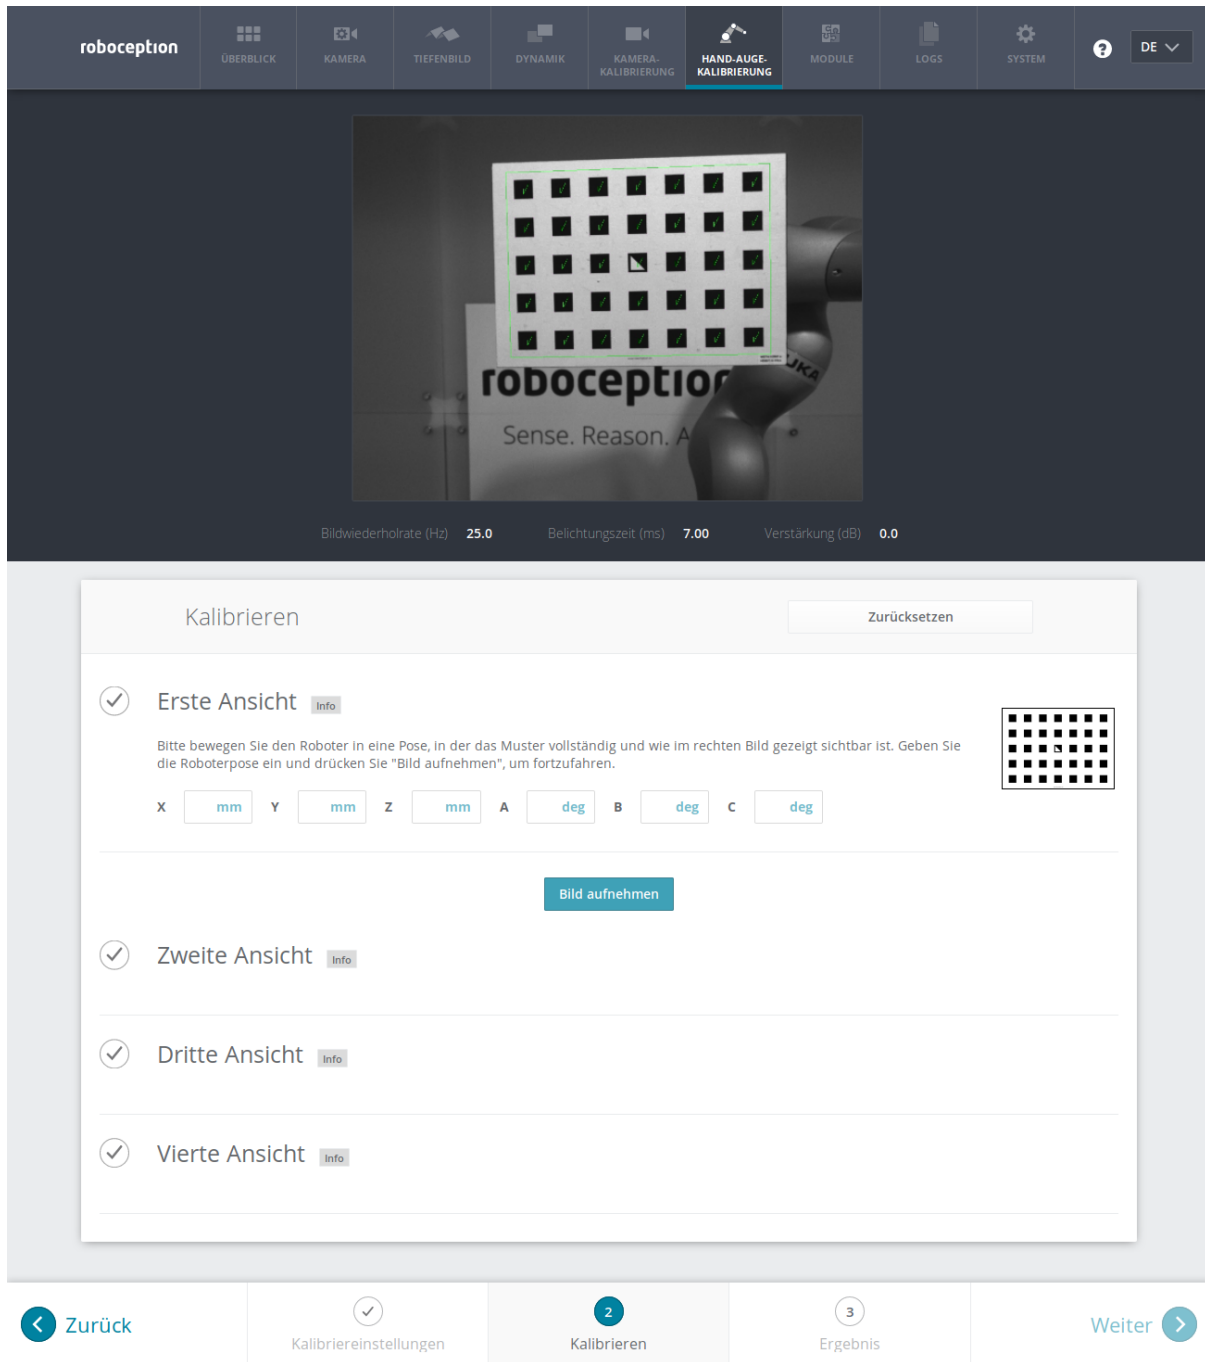 roboception
ÜBERBLICK
KAMERA
TIEFENBILD
DYNAMIK
KAMERA-
KALIBRIERUNG
HAND-AUGE-
KALIBRIERUNG
MODULE
LOGS
SYSTEM
?
DE
KUKA
roboception
Sense. Reason. A
Bildwiederholrate (Hz) 25.0 Belichtungszeit (ms) 7.00 Verstärkung (dB) 0.0
Kalibrieren
Zurücksetzen
Erste Ansicht Info
Bitte bewegen Sie den Roboter in eine Pose, in der das Muster vollständig und wie im rechten Bild gezeigt sichtbar ist. Geben Sie
die Roboterpose ein und drücken Sie "Bild aufnehmen", um fortzufahren.
X mm Y mm Z mm A deg B deg C deg
Bild aufnehmen
Zweite Ansicht Info
Dritte Ansicht Info
Vierte Ansicht Info
Zurück
Kalibriereinstellungen
2
Kalibrieren
3
Ergebnis
Weiter